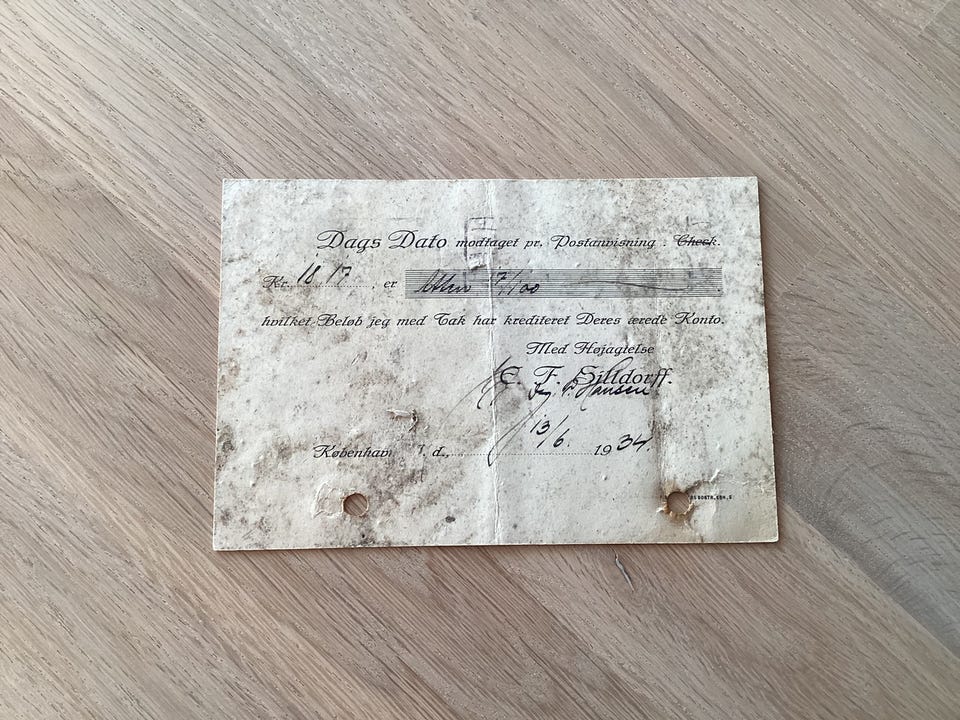 Dags Dato modtaget pr. Postanvisning. Check.
Kr. 18 17, er Atten 17/100
hvilket Beløb jeg med Tak har krediteret Deres ærede Konto.
Med Højagtelse
C. F. Silldorff.
Hansen
København d., 13/6. 1934.